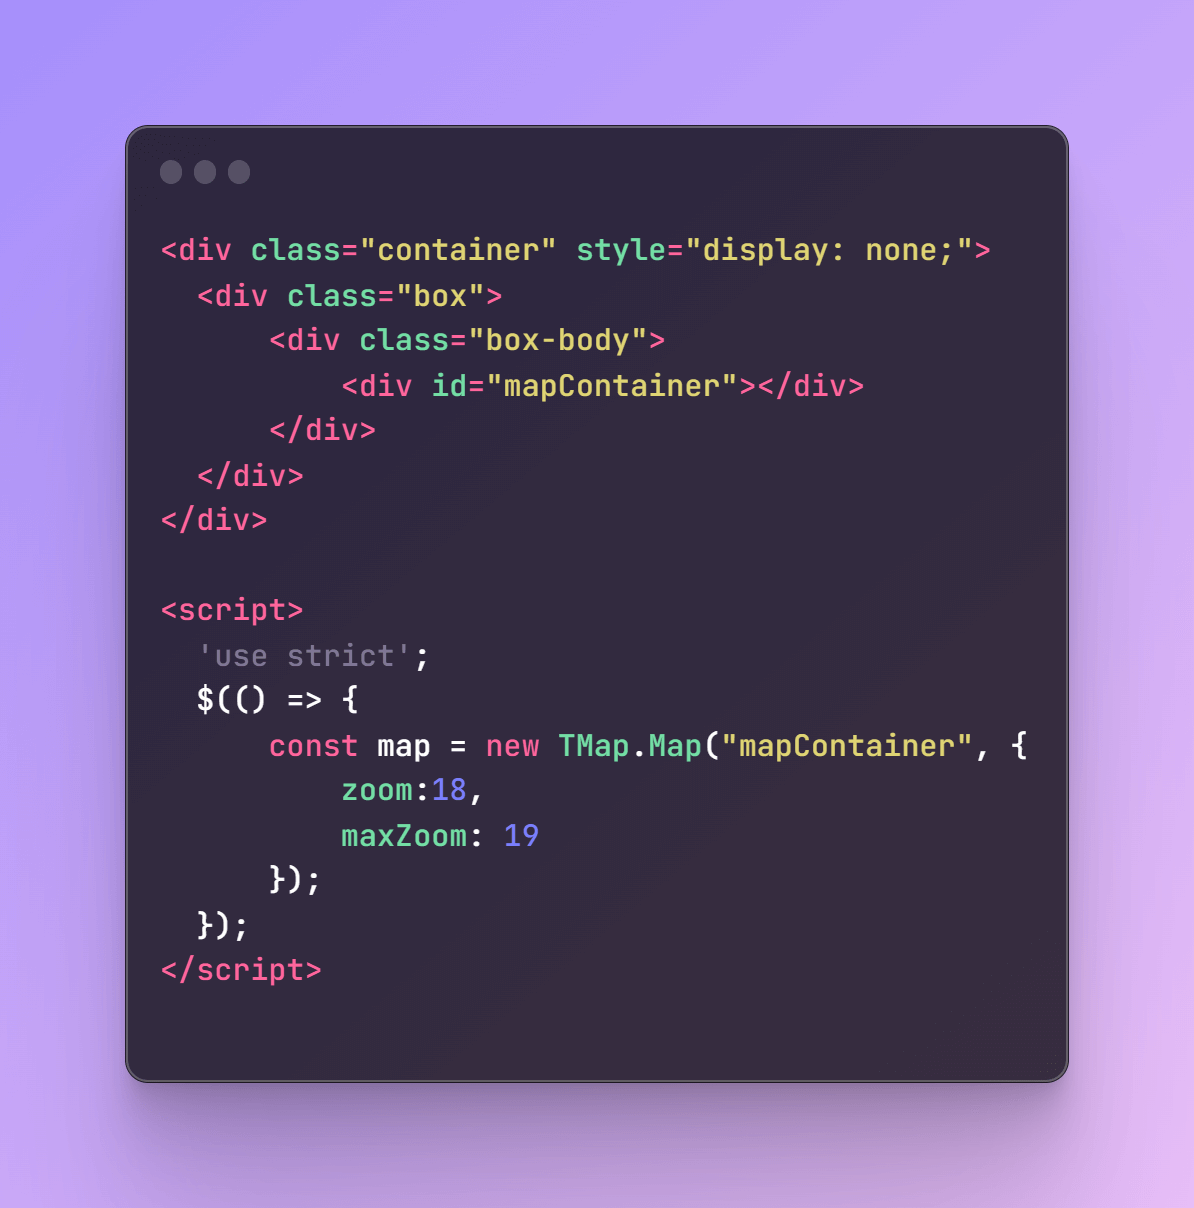 <div class="container" style="display: none;">
  <div class="box">
      <div class="box-body">
          <div id="mapContainer"></div>
      </div>
  </div>
</div>

<script>
  'use strict';
  $(() => {
      const map = new TMap.Map("mapContainer", {
          zoom:18,
          maxZoom: 19
      });
  });
</script>